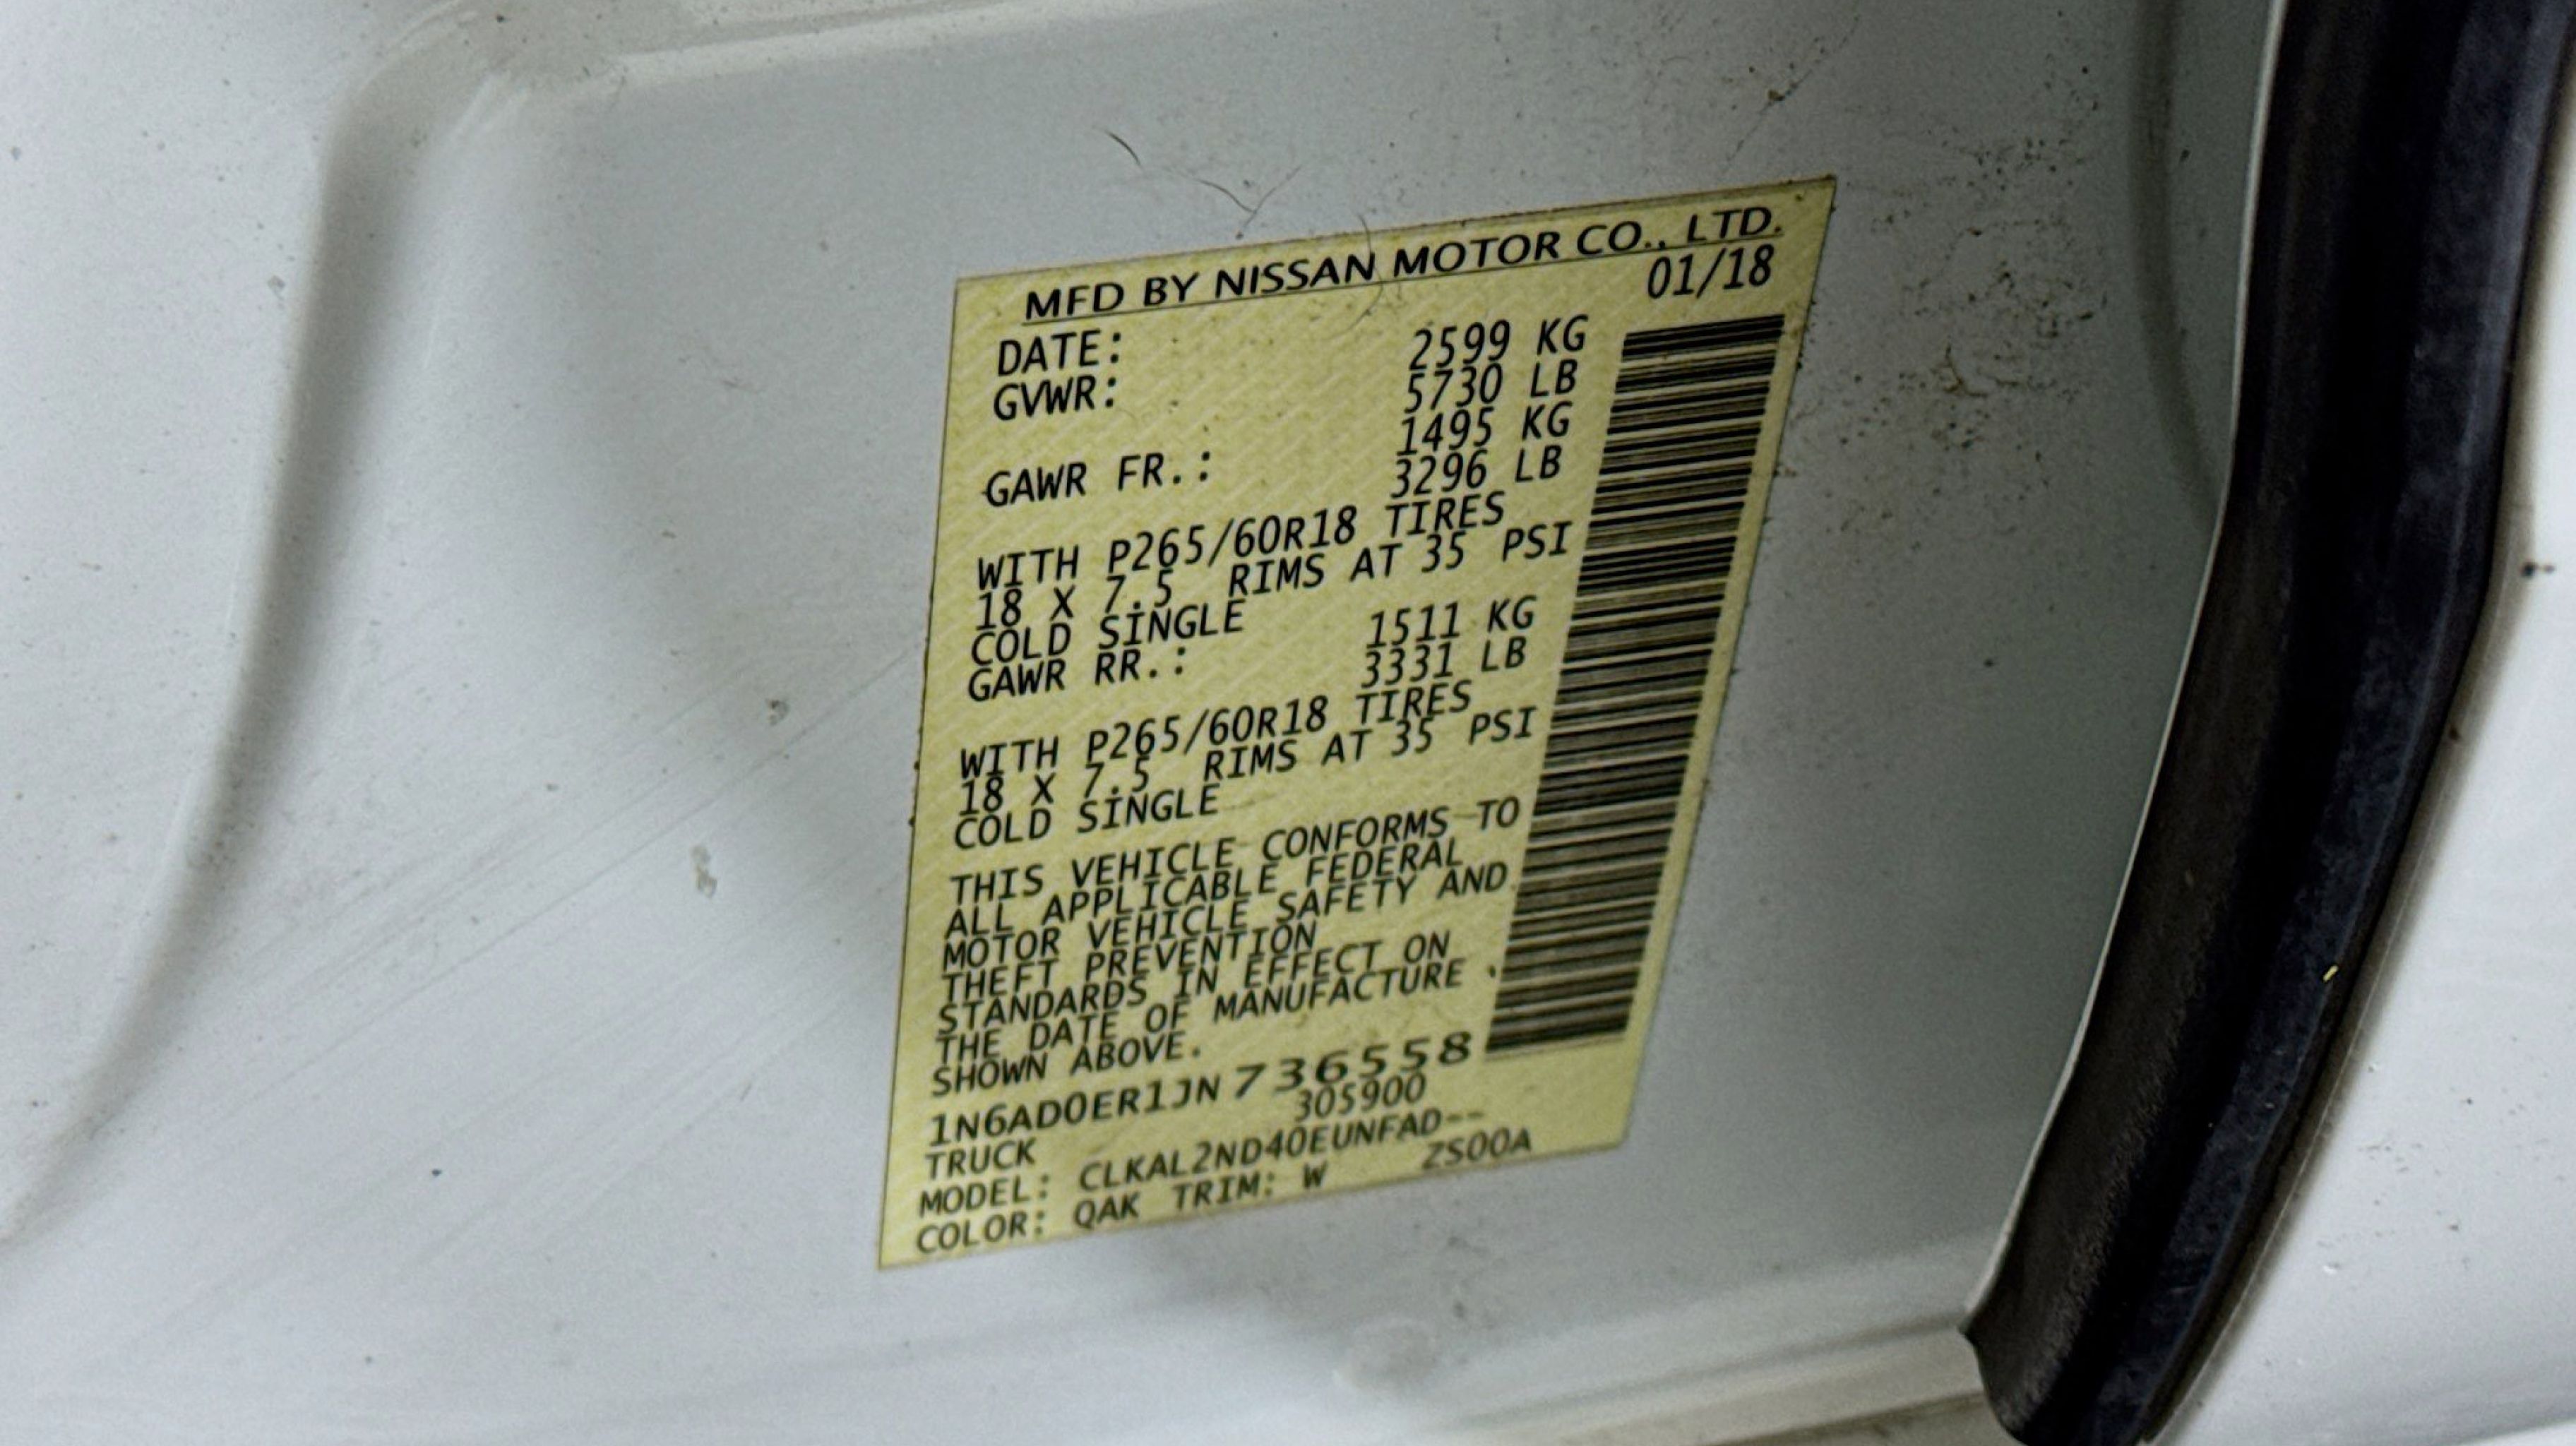 MFD BY NISSAN MOTOR CO., LTD.
DATE: 01/18
GVWR: 2599 KG
5730 LB
GAWR FR.: 1495 KG
3296 LB
WITH P265/60R18 TIRES
18 X 7.5 RIMS AT 35 PSI
COLD SINGLE
GAWR RR.: 1511 KG
3331 LB
WITH P265/60R18 TIRES
18 X 7.5 RIMS AT 35 PSI
COLD SINGLE
THIS VEHICLE CONFORMS TO
ALL APPLICABLE FEDERAL
MOTOR VEHICLE SAFETY AND
THEFT PREVENTION
STANDARDS IN EFFECT ON
THE DATE OF MANUFACTURE
SHOWN ABOVE.
1N6AD0ER1JN736558
TRUCK 305900
MODEL: CLKAL2ND40EUNFAD--
COLOR: QAK TRIM: W ZS00A